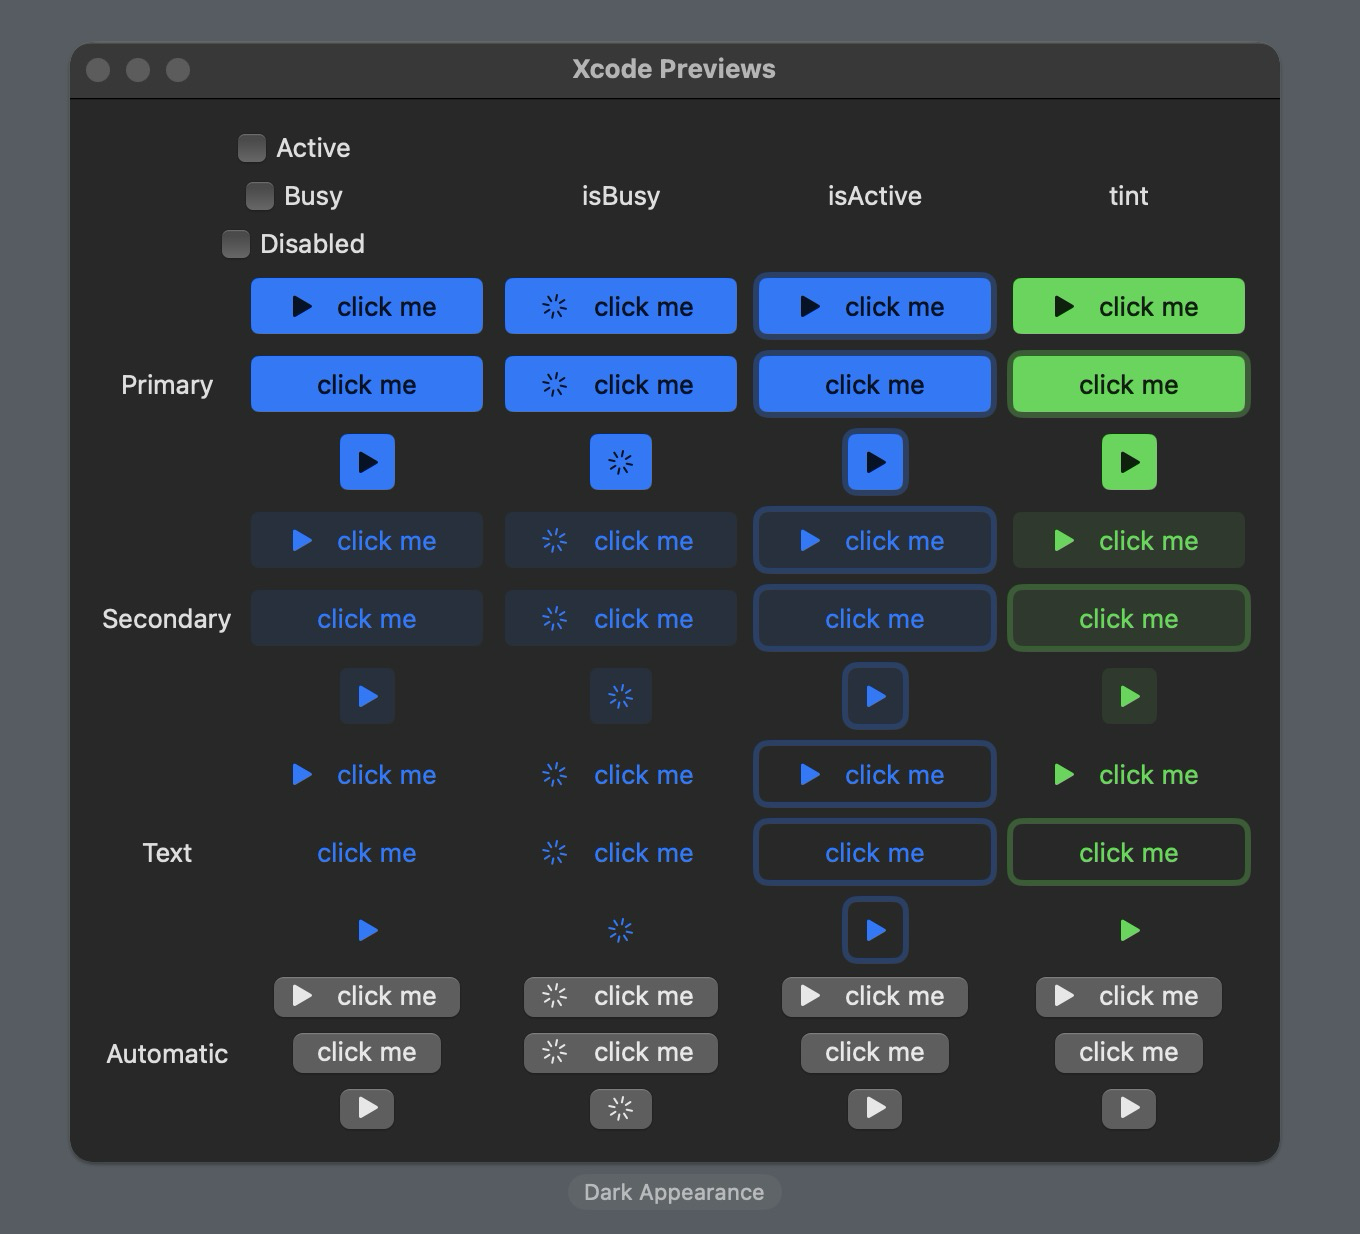 Xcode Previews
Active
Busy isBusy isActive tint
Disabled
click me click me click me click me
Primary click me click me click me click me
click me click me click me click me
Secondary click me click me click me click me
click me click me click me click me
Text click me click me click me click me
click me click me click me click me
Automatic click me click me click me click me
Dark Appearance